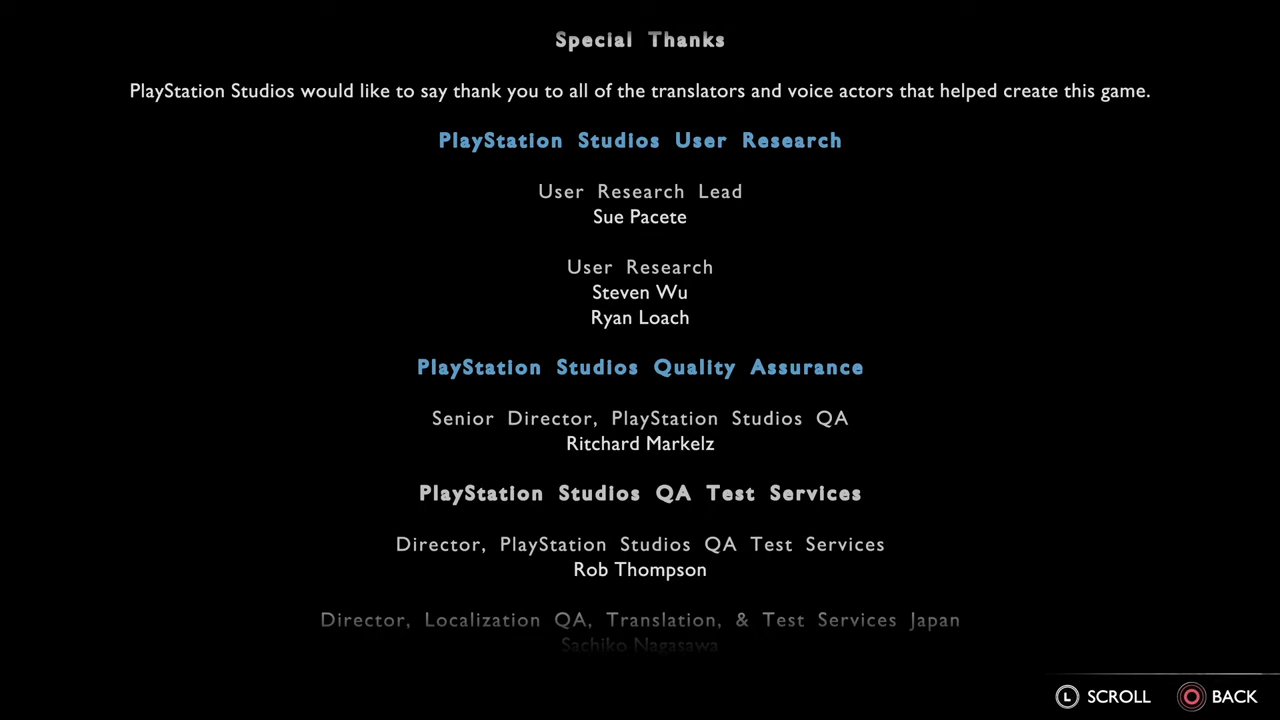 Special Thanks
PlayStation Studios would like to say thank you to all of the translators and voice actors that helped create this game.
PlayStation Studios User Research
User Research Lead
Sue Pacete
User Research
Steven Wu
Ryan Loach
PlayStation Studios Quality Assurance
Senior Director, PlayStation Studios QA
Ritchard Markelz
PlayStation Studios QA Test Services
Director, PlayStation Studios QA Test Services
Rob Thompson
Director, Localization QA, Translation, & Test Services Japan
Sachiko Nagasawa
L SCROLL BACK